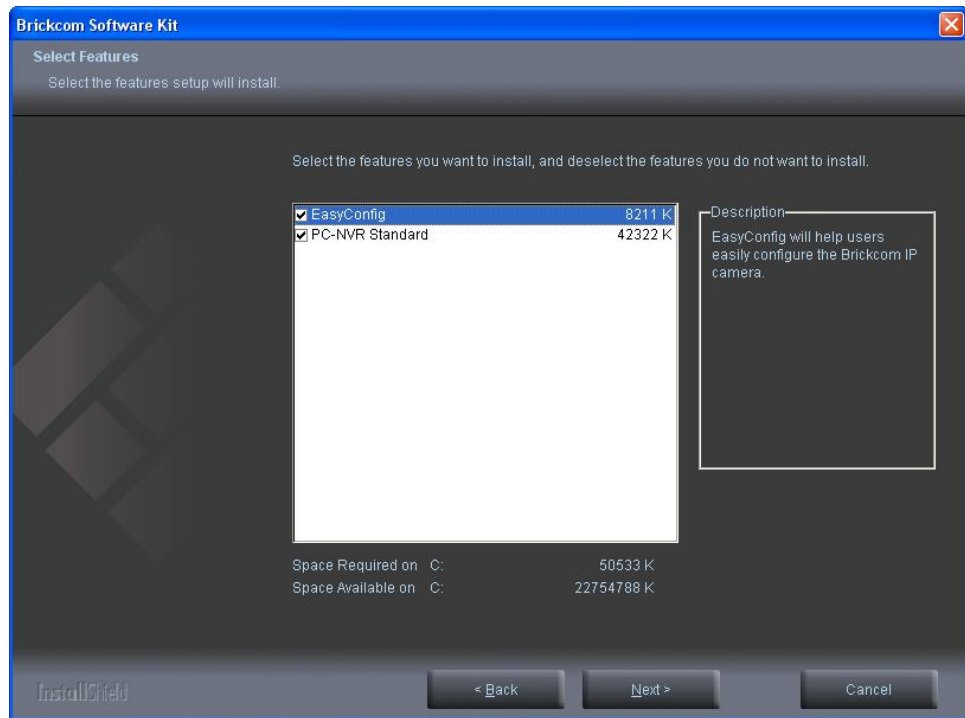 Brickcom Software Kit
Select Features
Select the features setup will install.
Select the features you want to install, and deselect the features you do not want to install.
EasyConfig 8211 K
PC-NVR Standard 42322 K
Description
EasyConfig will help users
easily configure the Brickcom IP
camera.
Space Required on C: 50533 K
Space Available on C: 22754788 K
InstallShield
< Back
Next >
Cancel